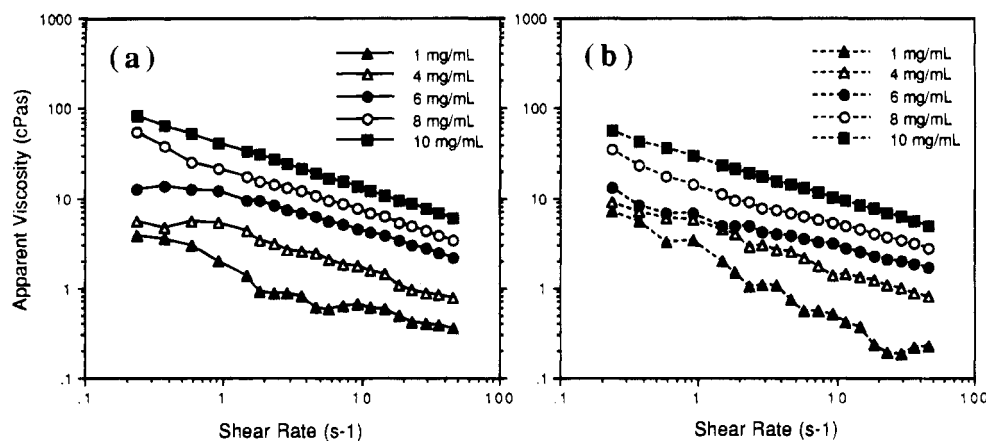 1000
100
10
1
.1
Apparent Viscosity (cPas)
(a)
1 mg/mL
4 mg/mL
6 mg/mL
8 mg/mL
10 mg/mL
.1
1
10
100
Shear Rate (s-1)
1000
100
10
1
.1
(b)
1 mg/mL
4 mg/mL
6 mg/mL
8 mg/mL
10 mg/mL
.1
1
10
100
Shear Rate (s-1)